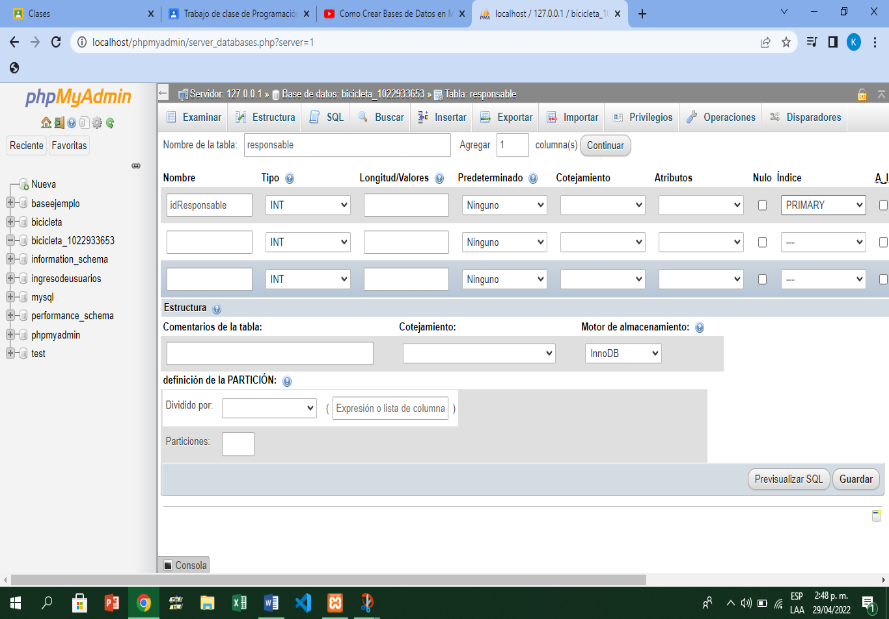 Clases
Trabajo de clase de Programació
Como Crear Bases de Datos en M
localhost / 127.0.0.1 / bicicleta_10
localhost/phpmyadmin/server_databases.php?server=1
K
phpMyAdmin
Reciente Favoritas
Nueva
baseejemplo
bicicleta
bicicleta_1022933653
information_schema
ingresodeusuarios
mysql
performance_schema
phpmyadmin
test
Servidor: 127.0.0.1 » Base de datos: bicicleta_1022933653 » Tabla: responsable
Examinar Estructura SQL Buscar Insertar Exportar Importar Privilegios Operaciones Disparadores
Nombre de la tabla: responsable Agregar 1 columna(s) Continuar
Nombre Tipo Longitud/Valores Predeterminado Cotejamiento Atributos Nulo Índice A_I
idResponsable INT Ninguno PRIMARY
INT Ninguno ---
INT Ninguno ---
Estructura
Comentarios de la tabla: Cotejamiento: Motor de almacenamiento:
InnoDB
definición de la PARTICIÓN:
Dividido por: ( Expresión o lista de columna )
Particiones:
Previsualizar SQL Guardar
Consola
ESP 2:48 p. m.
LAA 29/04/2022
1